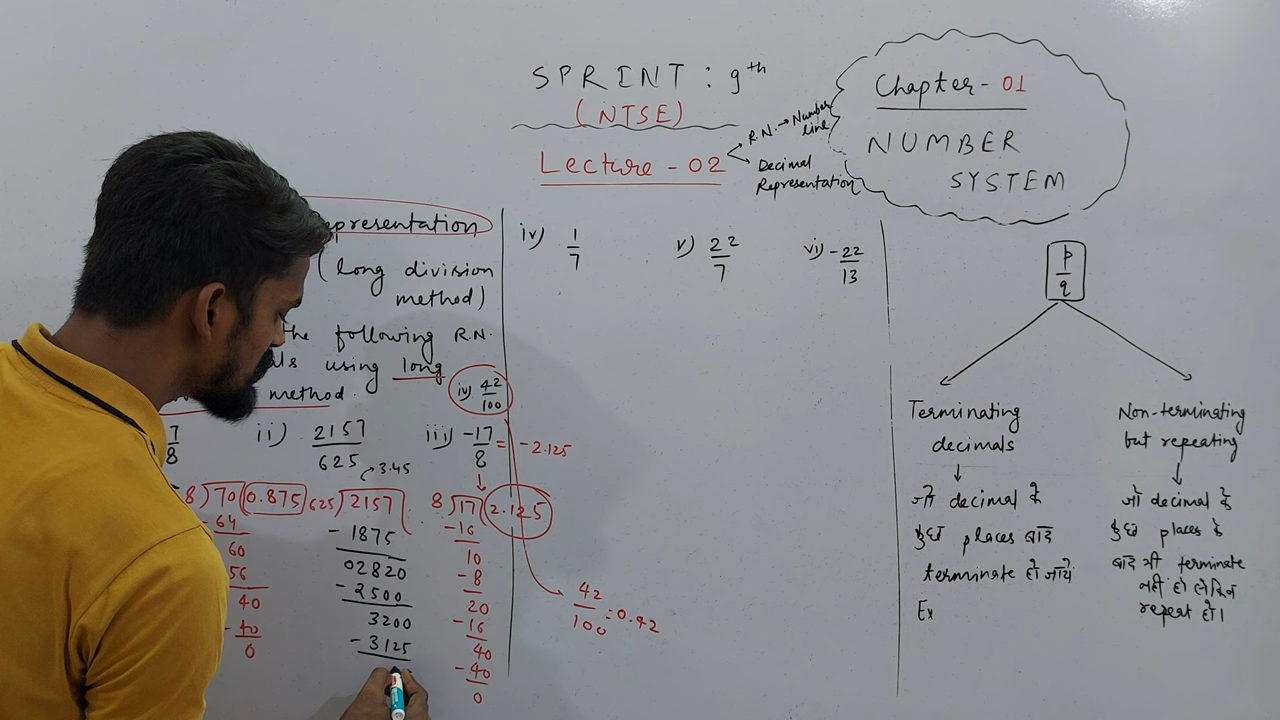 SPRINT : 9th
(NTSE)
Lecture - 02
R.N. → Number line
Decimal
Representation
Chapter - 01
NUMBER
SYSTEM
presentation
(long division
method)
the following R.N.
als using long
method.
iv) 42/100
7/8
ii) 2157/625
iii) -17/8 = -2.125
8)70(0.875
-64
60
56
40
-40
0
3.45
625)2157
-1875
02820
-2500
3200
-3125
8)17(2.125
-16
10
-8
20
-16
40
-40
0
42/100 = 0.42
iv) 1/7
v) 22/7
vi) -22/13
p/q
Terminating
decimals
जो decimal के
कुछ places बाद
terminate हो जाये
Ex
Non-terminating
but repeating
जो decimal के
कुछ places के
बाद भी terminate
नहीं हो लेकिन
repeat हो।